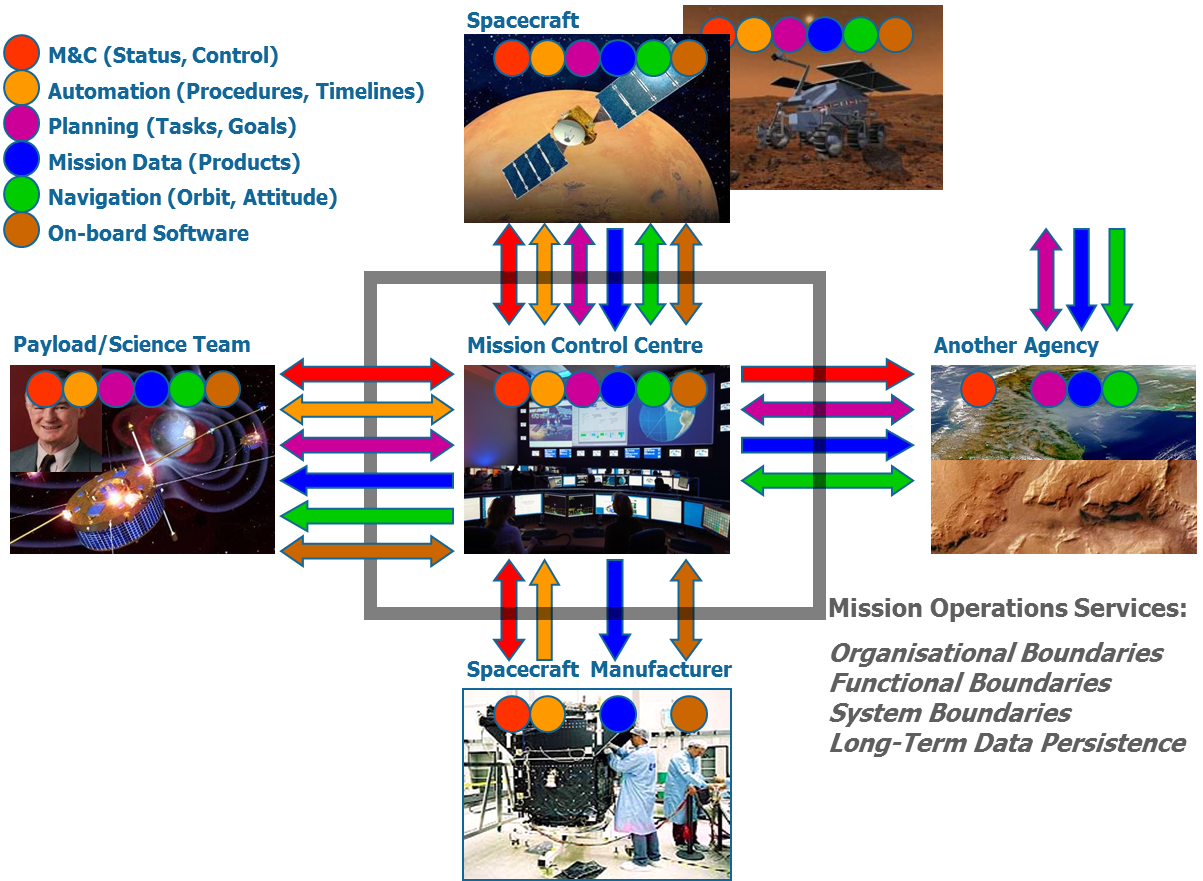 Spacecraft
M&C (Status, Control)
Automation (Procedures, Timelines)
Planning (Tasks, Goals)
Mission Data (Products)
Navigation (Orbit, Attitude)
On-board Software
Payload/Science Team
Mission Control Centre
Another Agency
Mission Operations Services:
Organisational Boundaries
Functional Boundaries
System Boundaries
Long-Term Data Persistence
Spacecraft Manufacturer